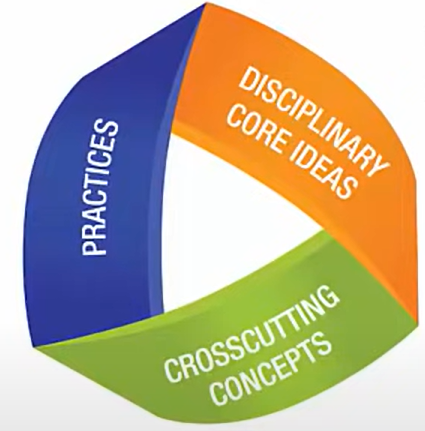 PRACTICES
DISCIPLINARY
CORE IDEAS
CROSSCUTTING
CONCEPTS